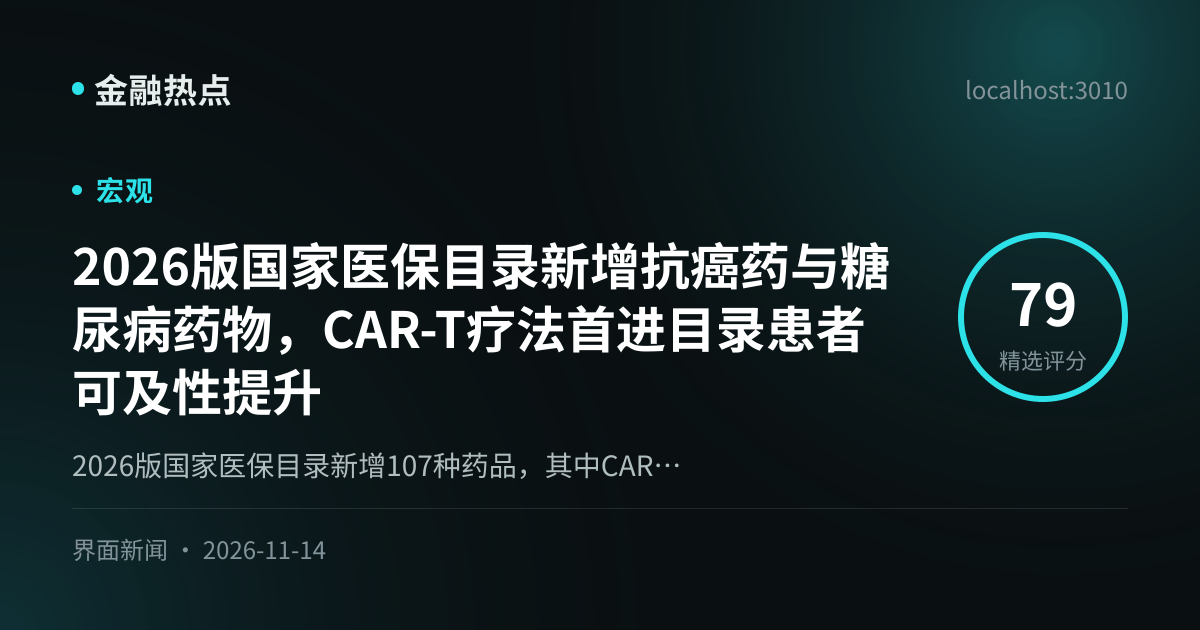 金融热点
localhost:3010
宏观
2026版国家医保目录新增抗癌药与糖
尿病药物，CAR-T疗法首进目录患者
可及性提升
79
精选评分
2026版国家医保目录新增107种药品，其中CAR…
界面新闻 · 2026-11-14